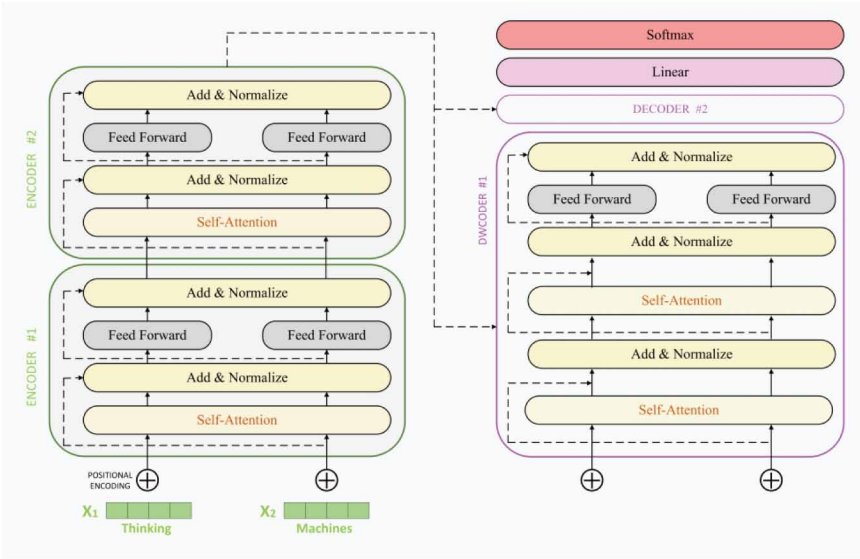 ENCODER #2
Add & Normalize
Feed Forward
Feed Forward
Add & Normalize
Self-Attention
ENCODER #1
Add & Normalize
Feed Forward
Feed Forward
Add & Normalize
Self-Attention
POSITIONAL
ENCODING
X1
Thinking
X2
Machines
Softmax
Linear
DECODER #2
DWCODER #1
Add & Normalize
Feed Forward
Feed Forward
Add & Normalize
Self-Attention
Add & Normalize
Self-Attention